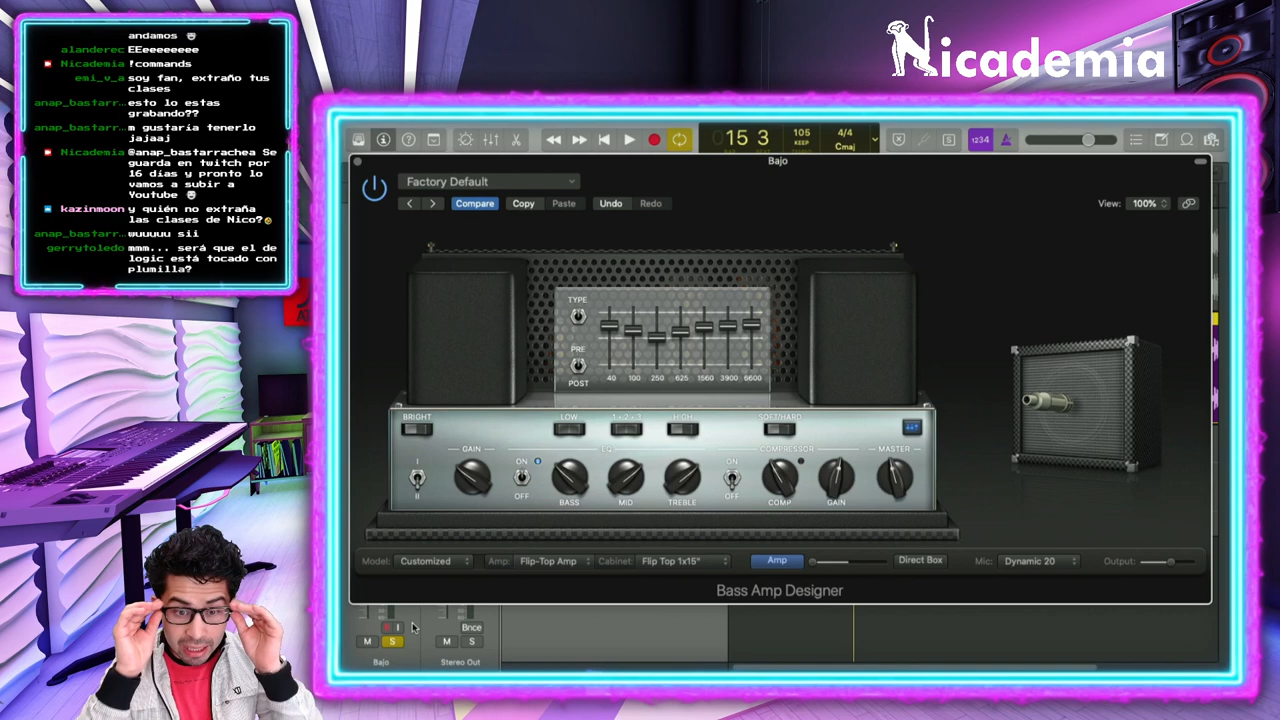 andamos
alanderec EEeeeeeeee
Nicademia !commands
emi_v_a soy fan, extraño tus
clases
anap_bastarr… esto lo estas
grabando??
anap_bastarr… m gustaría tenerlo
jajaaj
Nicademia @anap_bastarrachea Se
guarda en twitch por
16 días y pronto lo
vamos a subir a
Youtube
kazinmoon y quién no extraña
las clases de Nico?
anap_bastarr… wuuuuu sii
gerrytoledo mmm... será que el de
logic está tocado con
plumilla?
Nicademia
15 3
105
KEEP
4/4
Cmaj
1234
Bajo
Factory Default
Compare Copy Paste Undo Redo
View: 100%
TYPE
PRE
POST
40 100 250 625 1560 3900 6600
BRIGHT LOW 1•2•3 HIGH SOFT/HARD
GAIN EQ COMPRESSOR MASTER
I ON ON
II OFF OFF
BASS MID TREBLE COMP GAIN
Model: Customized Amp: Flip-Top Amp Cabinet: Flip Top 1x15" Amp Direct Box Mic: Dynamic 20 Output:
Bass Amp Designer
I Bnce
M S M S
Bajo Stereo Out